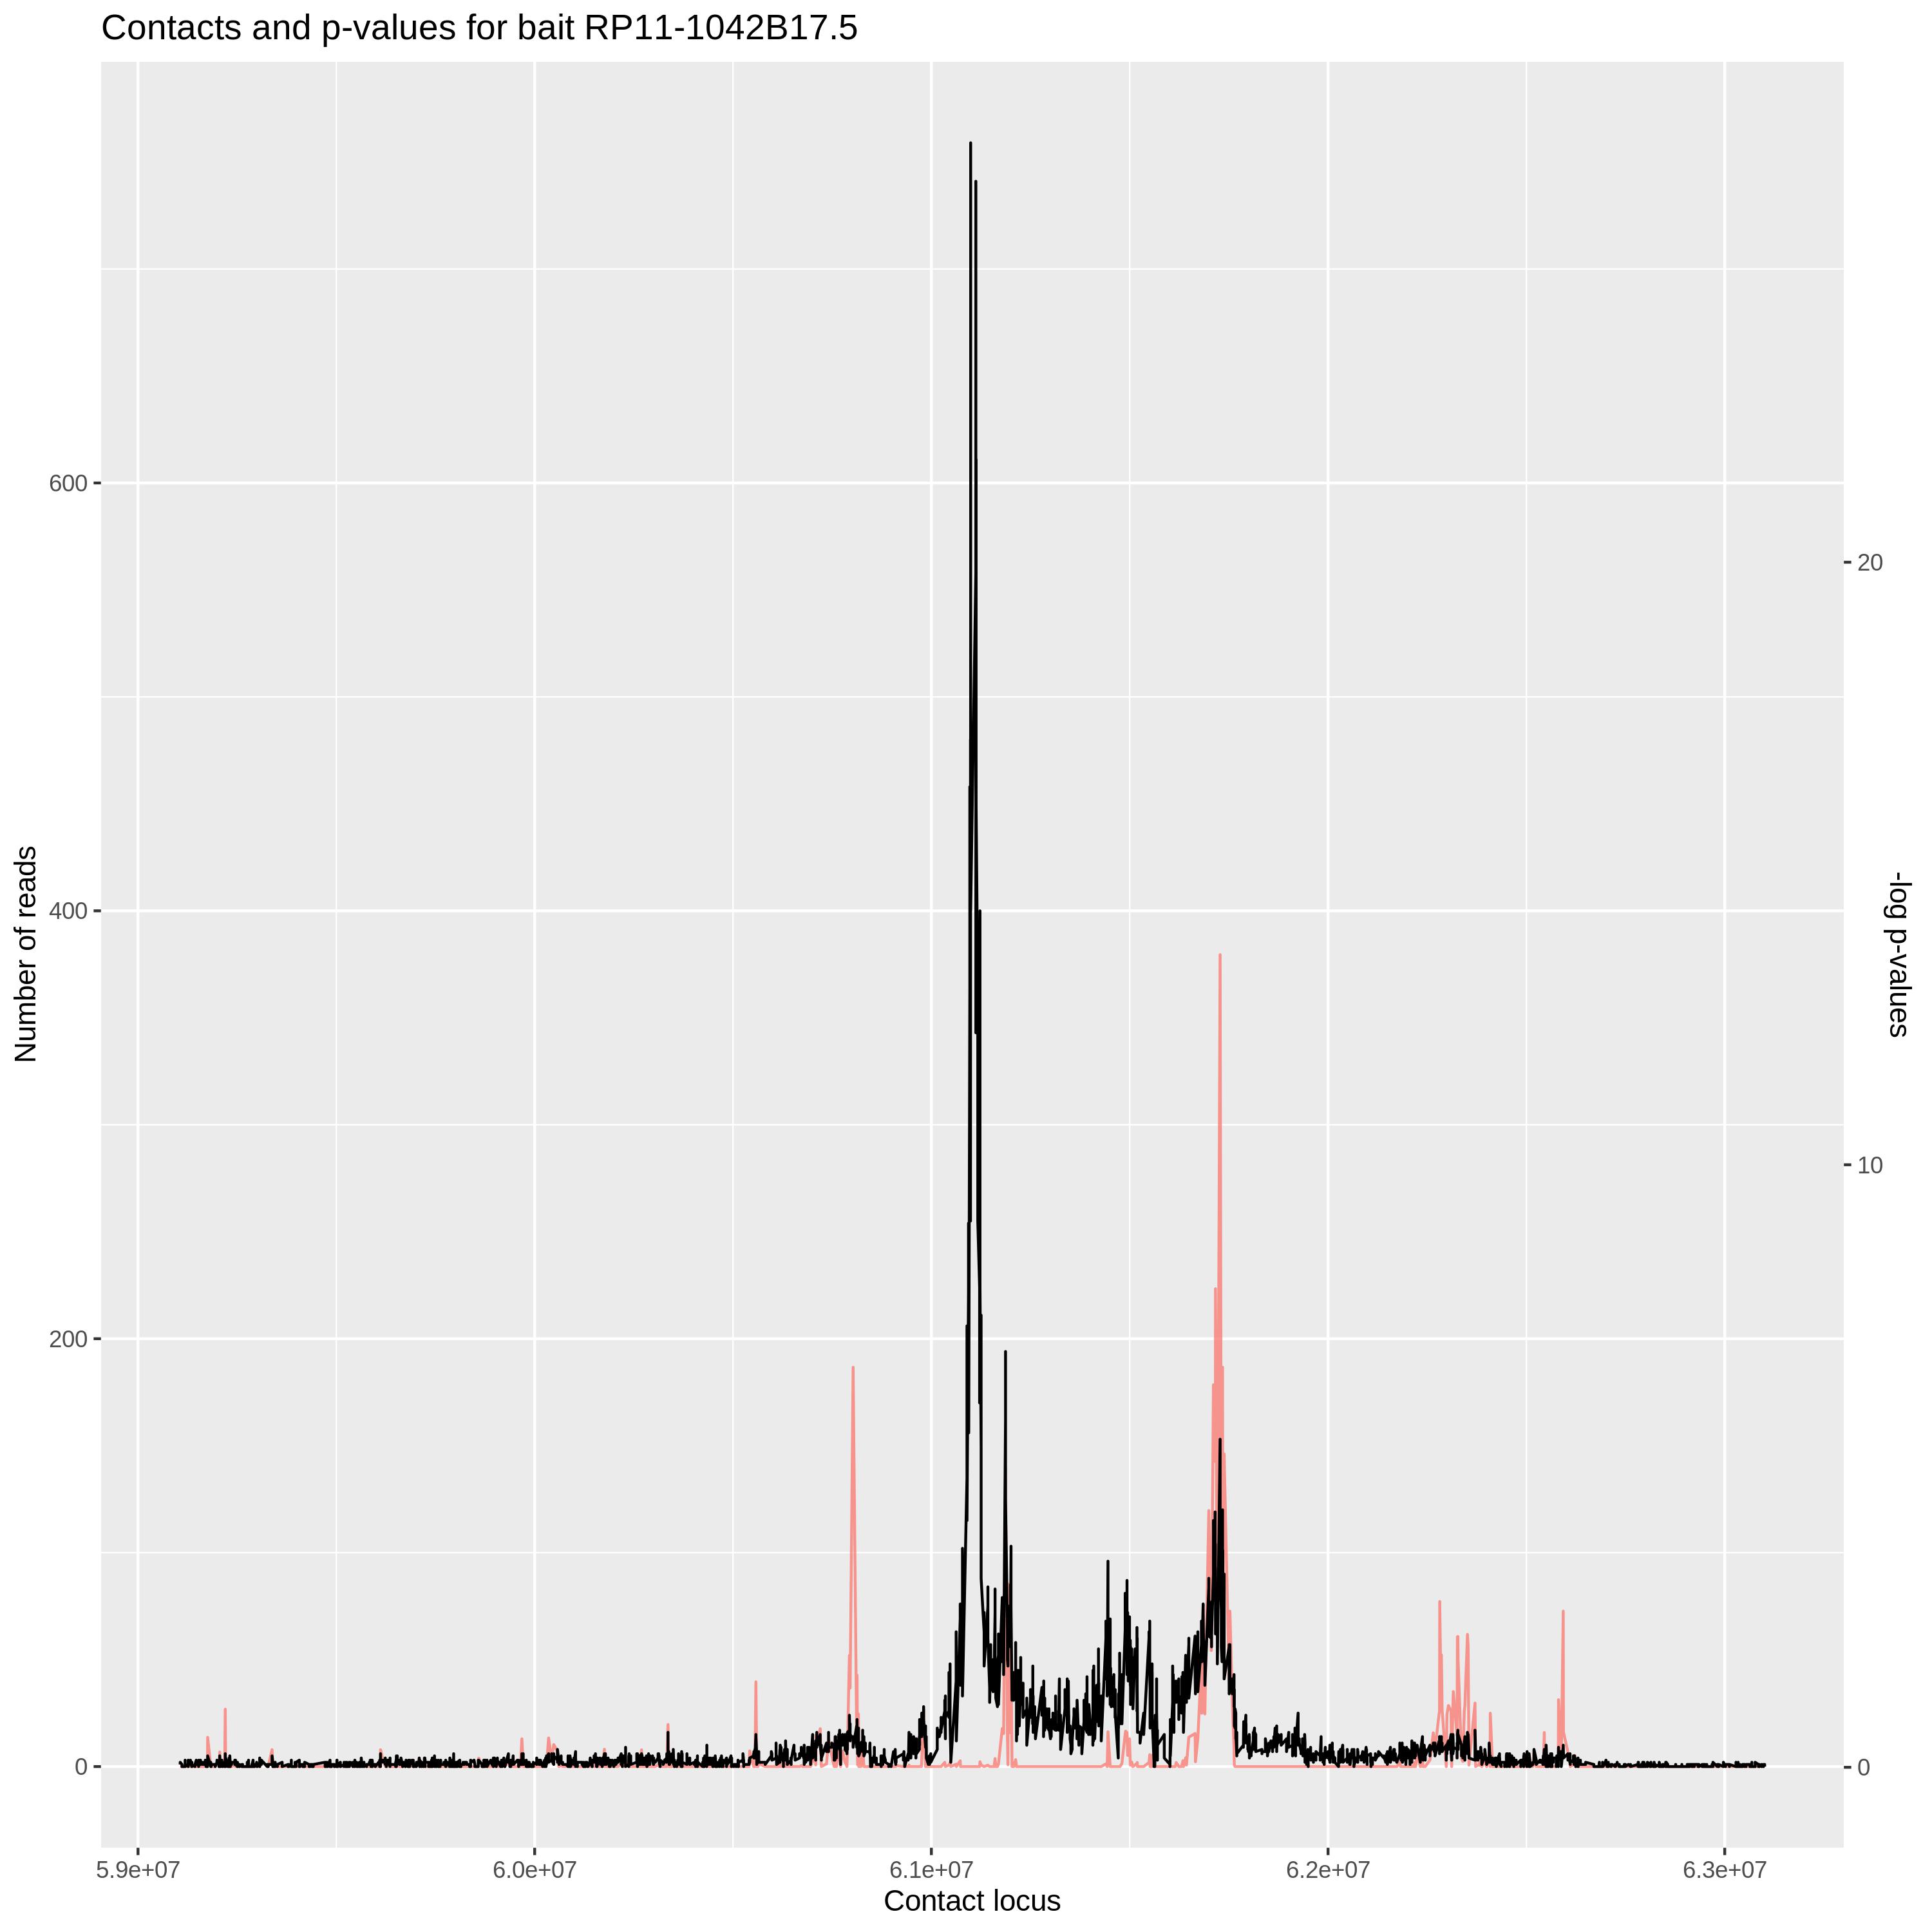 Contacts and p-values for bait RP11-1042B17.5
600
400
200
0
Number of reads
20
10
0
-log p-values
5.9e+07 6.0e+07 6.1e+07 6.2e+07 6.3e+07
Contact locus